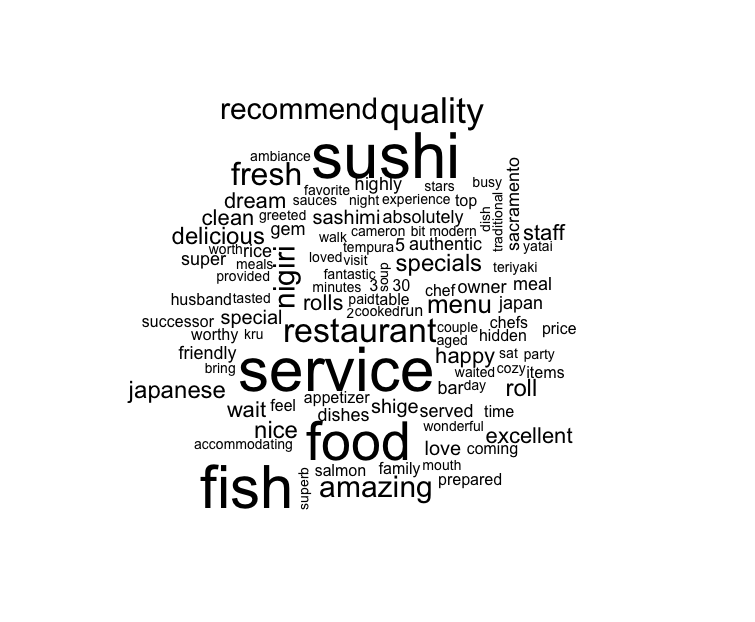 recommend quality
ambiance sushi
fresh favorite highly stars busy
dream sauces night experience top
clean greeted sashimi absolutely dish traditional sacramento
delicious gem walk cameron bit modern staff
worth rice tempura 5 authentic yatai
super meals nigiri loved visit soup specials teriyaki
provided fantastic
minutes 3 30 chef owner meal
husband tasted rolls paid table menu japan
successor special 2 cooked run
worthy kru restaurant couple chefs price
aged hidden
friendly service happy sat party
bring waited cozy items
japanese bar day roll
wait feel appetizer shige served time
dishes
nice food wonderful excellent
accommodating love coming
fish superb salmon family mouth
amazing prepared